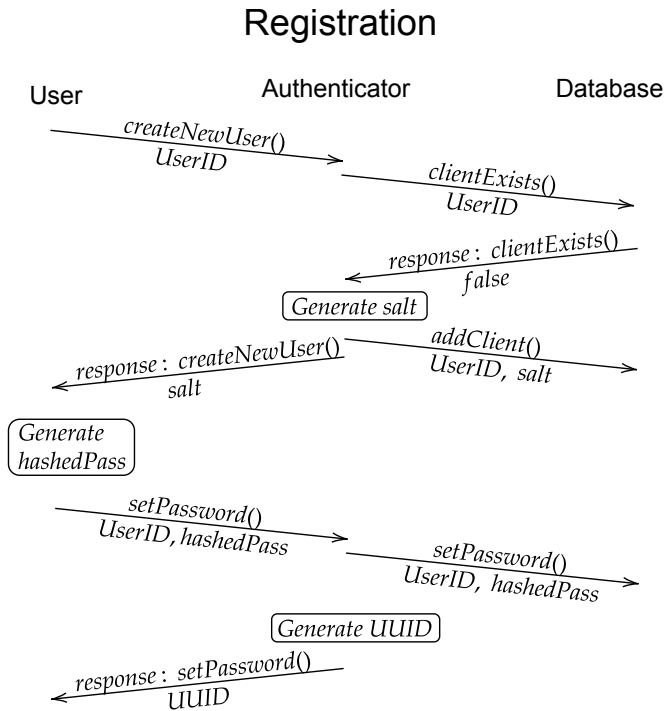 Registration
User
Authenticator
Database
createNewUser()
UserID
clientExists()
UserID
response: clientExists()
false
Generate salt
addClient()
UserID, salt
response: createNewUser()
salt
Generate
hashedPass
setPassword()
UserID, hashedPass
setPassword()
UserID, hashedPass
Generate UUID
response: setPassword()
UUID